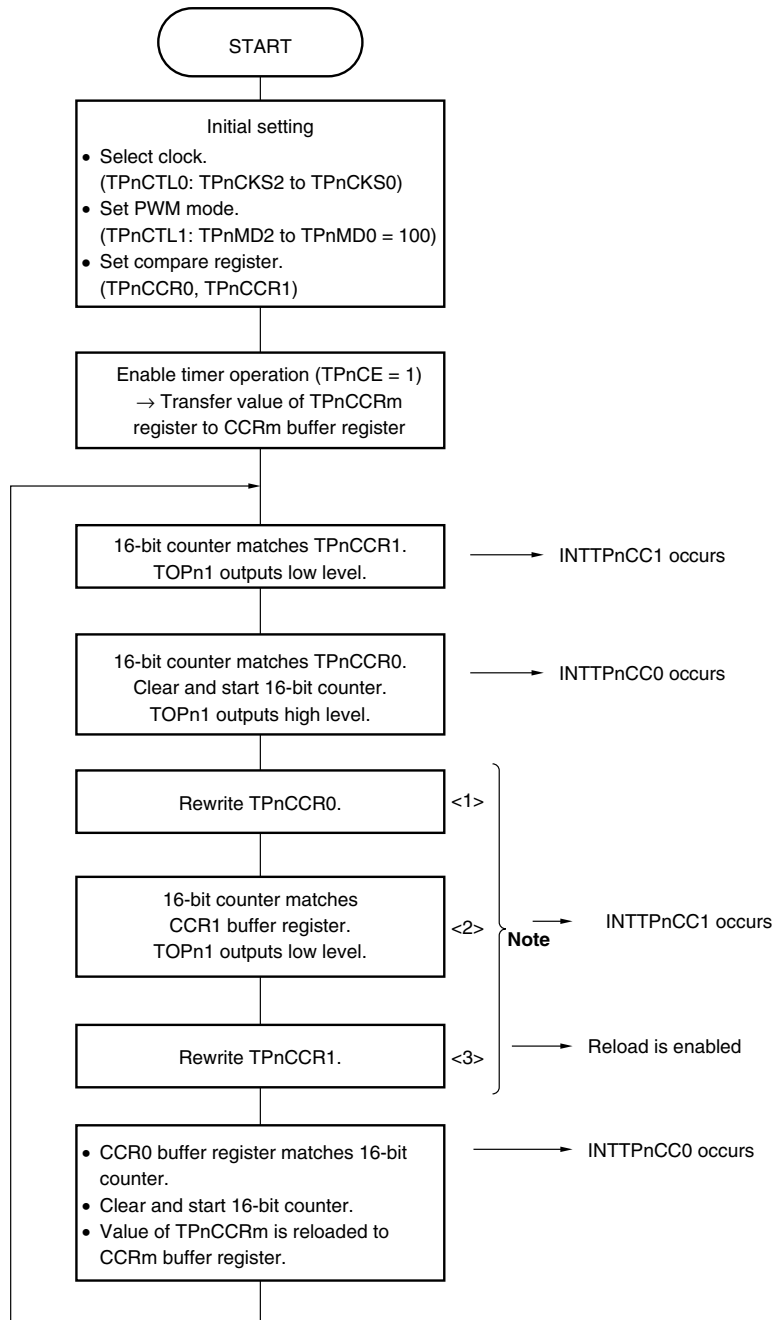 START
Initial setting
• Select clock.
(TPnCTL0: TPnCKS2 to TPnCKS0)
• Set PWM mode.
(TPnCTL1: TPnMD2 to TPnMD0 = 100)
• Set compare register.
(TPnCCR0, TPnCCR1)
Enable timer operation (TPnCE = 1)
→ Transfer value of TPnCCRm
register to CCRm buffer register
16-bit counter matches TPnCCR1.
TOPn1 outputs low level.
INTTPnCC1 occurs
16-bit counter matches TPnCCR0.
Clear and start 16-bit counter.
TOPn1 outputs high level.
INTTPnCC0 occurs
Rewrite TPnCCR0.
<1>
16-bit counter matches
CCR1 buffer register.
TOPn1 outputs low level.
<2>
Note
INTTPnCC1 occurs
Rewrite TPnCCR1.
<3>
Reload is enabled
• CCR0 buffer register matches 16-bit
counter.
• Clear and start 16-bit counter.
• Value of TPnCCRm is reloaded to
CCRm buffer register.
INTTPnCC0 occurs